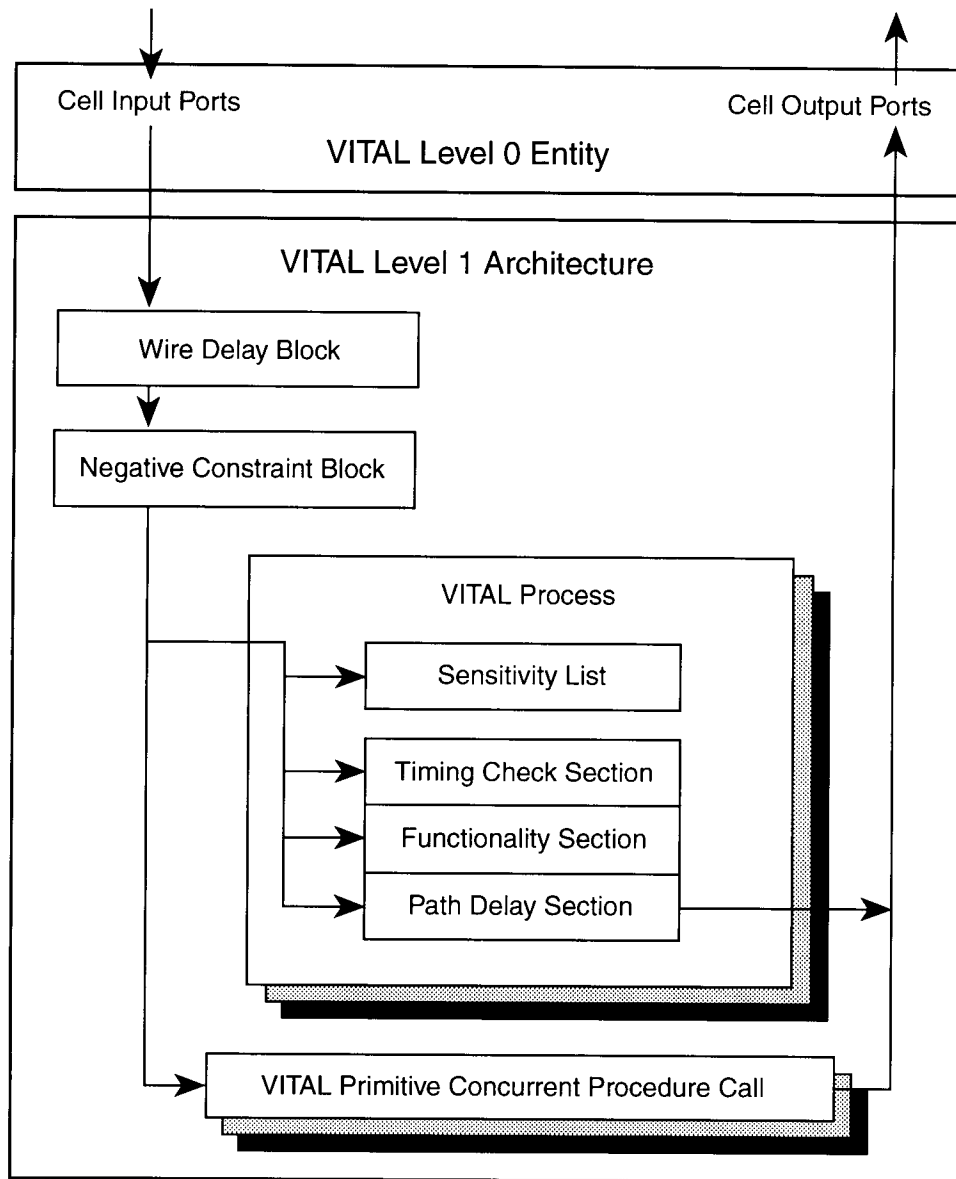 Cell Input Ports
Cell Output Ports
VITAL Level 0 Entity
VITAL Level 1 Architecture
Wire Delay Block
Negative Constraint Block
VITAL Process
Sensitivity List
Timing Check Section
Functionality Section
Path Delay Section
VITAL Primitive Concurrent Procedure Call